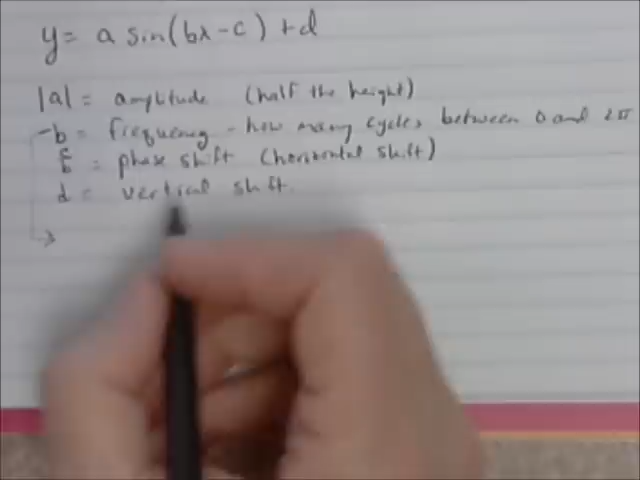 y = a sin(bx-c) +d
|a| = amplitude (half the height)
b = frequency - how many cycles between 0 and 2π
c/b = phase shift (horizontal shift)
d = vertical shift.